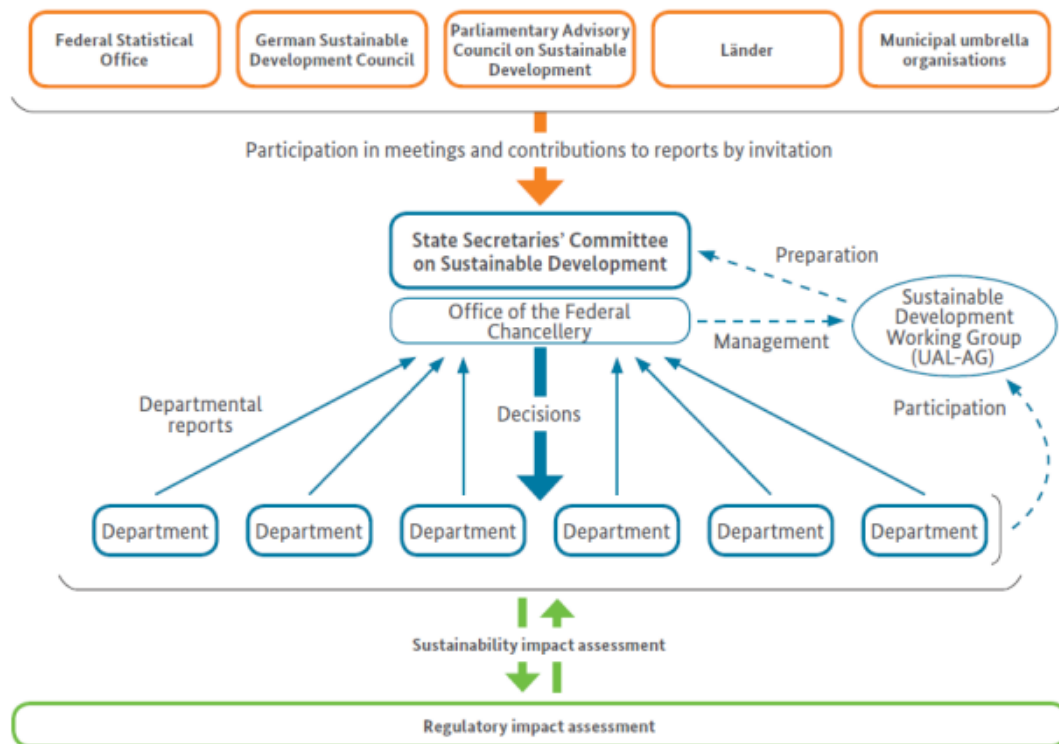 Federal Statistical
Office
German Sustainable
Development Council
Parliamentary Advisory
Council on Sustainable
Development
Länder
Municipal umbrella
organisations
Participation in meetings and contributions to reports by invitation
State Secretaries’ Committee
on Sustainable Development
Preparation
Office of the Federal
Chancellery
Management
Sustainable
Development
Working Group
(UAL-AG)
Departmental
reports
Decisions
Participation
Department
Department
Department
Department
Department
Department
Sustainability impact assessment
Regulatory impact assessment